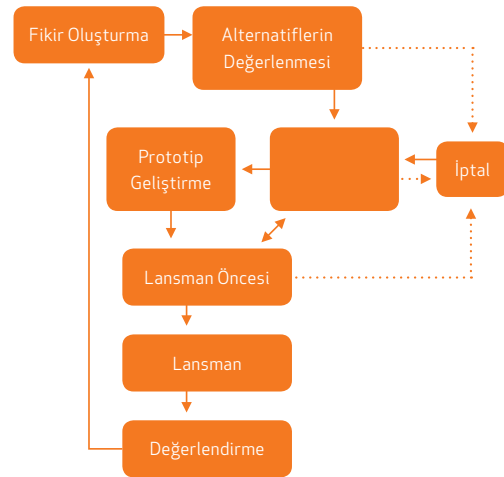 Fikir Oluşturma
Alternatiflerin
Değerlenmesi
Prototip
Geliştirme
İptal
Lansman Öncesi
Lansman
Değerlendirme